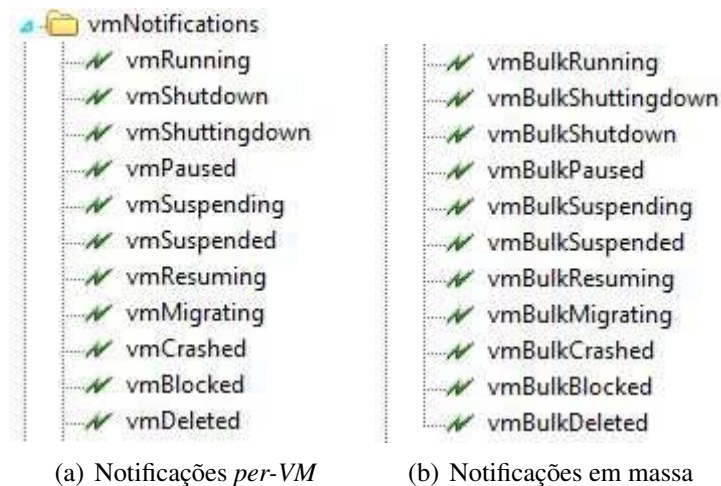 vmNotifications
vmRunning
vmShutdown
vmShuttingdown
vmPaused
vmSuspending
vmSuspended
vmResuming
vmMigrating
vmCrashed
vmBlocked
vmDeleted
(a) Notificações per-VM
vmBulkRunning
vmBulkShuttingdown
vmBulkShutdown
vmBulkPaused
vmBulkSuspending
vmBulkSuspended
vmBulkResuming
vmBulkMigrating
vmBulkCrashed
vmBulkBlocked
vmBulkDeleted
(b) Notificações em massa